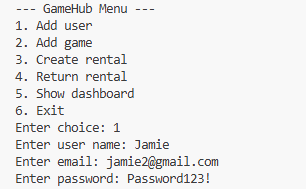 --- GameHub Menu ---
1. Add user
2. Add game
3. Create rental
4. Return rental
5. Show dashboard
6. Exit
Enter choice: 1
Enter user name: Jamie
Enter email: jamie2@gmail.com
Enter password: Password123!